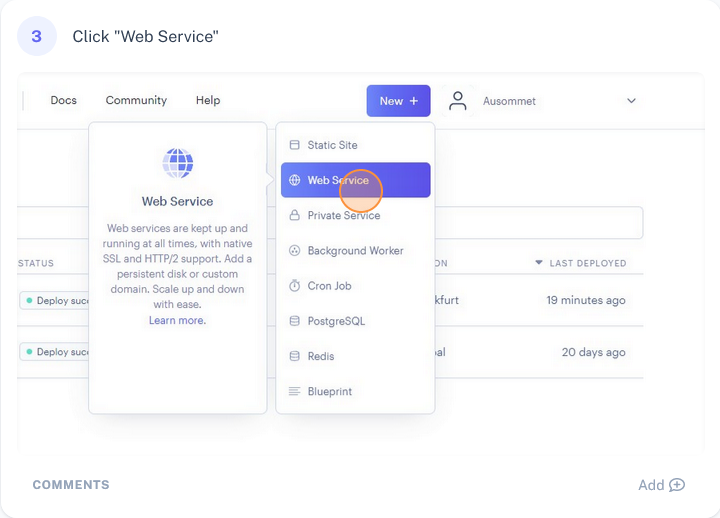 3 Click "Web Service"
Docs Community Help New + Ausommet
Static Site
Web Service
Private Service
Background Worker
Cron Job
PostgreSQL
Redis
Blueprint
Web Service
Web services are kept up and
running at all times, with native
SSL and HTTP/2 support. Add a
persistent disk or custom
domain. Scale up and down
with ease.
Learn more.
STATUS ON LAST DEPLOYED
Deploy succ kfurt 19 minutes ago
Deploy succ al 20 days ago
COMMENTS Add